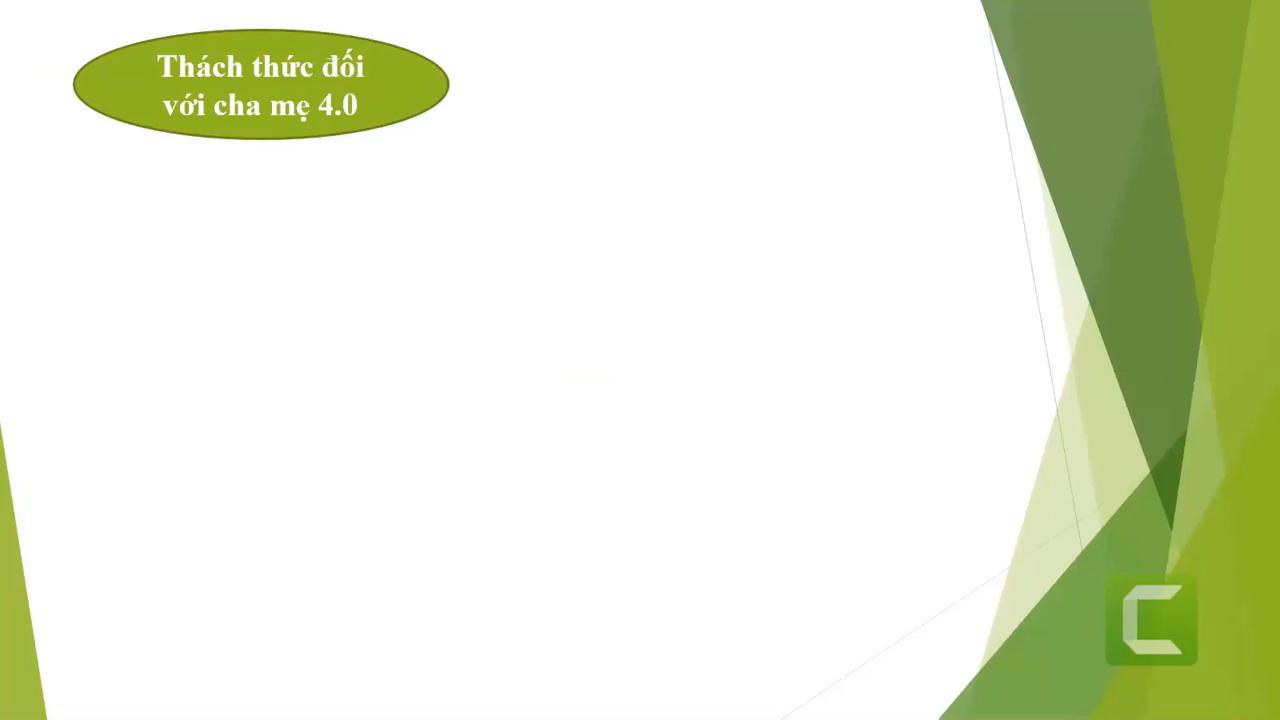 Thách thức đối
với cha mẹ 4.0